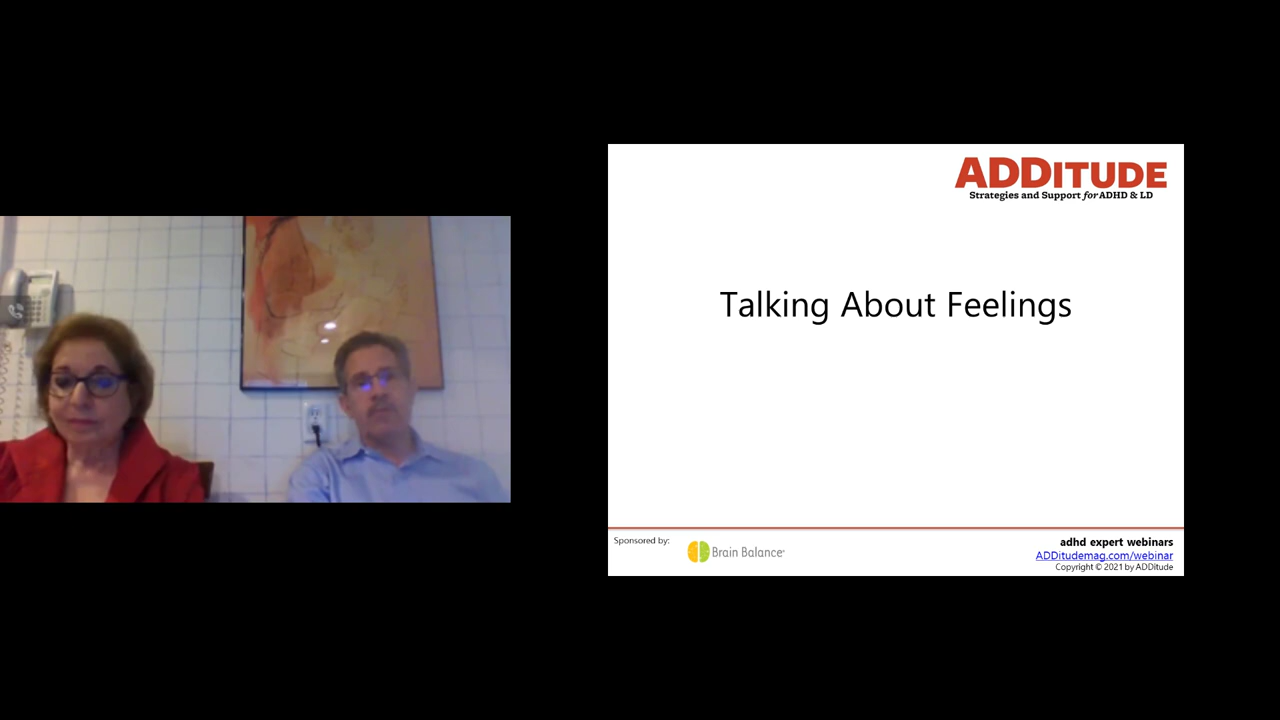 ADDITUDE
Strategies and Support for ADHD & LD
Talking About Feelings
Sponsored by:
Brain Balance
adhd expert webinars
ADDitudemag.com/webinar
Copyright © 2021 by ADDitude